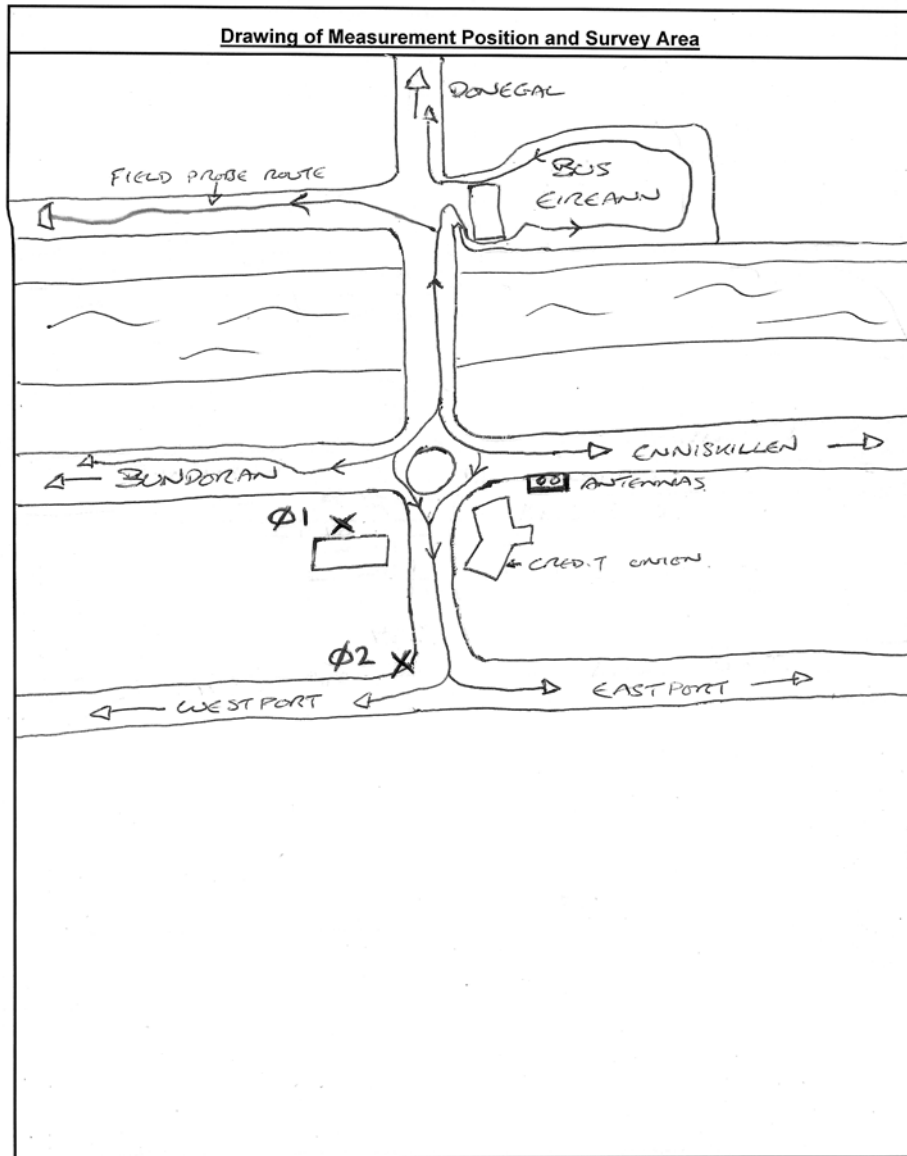 Drawing of Measurement Position and Survey Area
DONEGAL
FIELD PROBE ROUTE
BUS
EIREANN
ENNISKILLEN
BUNDORAN
ANTENNAS
Ø1
CREDIT UNION
Ø2
WESTPORT
EASTPORT